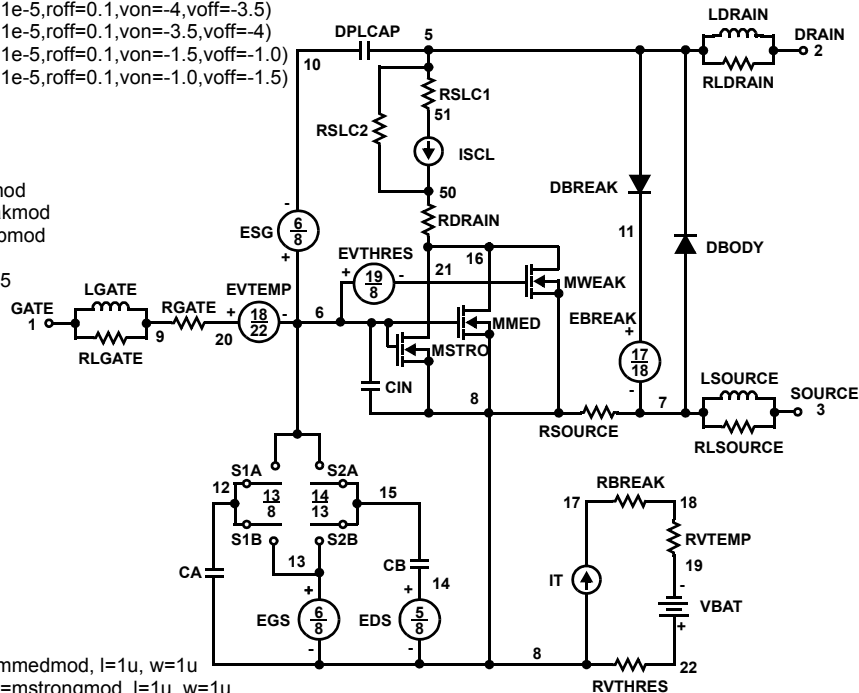 1e-5,roff=0.1,von=-4,voff=-3.5)
1e-5,roff=0.1,von=-3.5,voff=-4)
1e-5,roff=0.1,von=-1.5,voff=-1.0)
1e-5,roff=0.1,von=-1.0,voff=-1.5)
LDRAIN
DPLCAP
5
DRAIN
2
10
RLDRAIN
RSLC1
51
RSLC2
ISCL
50
DBREAK
RDRAIN
ESG
6
8
-
+
EVTHRES
+
19
8
-
21
16
11
DBODY
MWEAK
LGATE
GATE
1
RLGATE
9
RGATE
20
EVTEMP
+
18
22
-
6
MMED
MSTRO
EBREAK
+
17
18
-
CIN
8
RSOURCE
7
LSOURCE
SOURCE
3
RLSOURCE
S1A
S2A
12
13
8
14
13
15
S1B
S2B
13
CA
CB
14
+
+
EGS
6
8
-
EDS
5
8
-
RBREAK
17
18
RVTEMP
19
IT
-
VBAT
+
8
22
RVTHRES
mod
akmod
omod
5
mmedmod, l=1u, w=1u
=mstrongmod, l=1u, w=1u